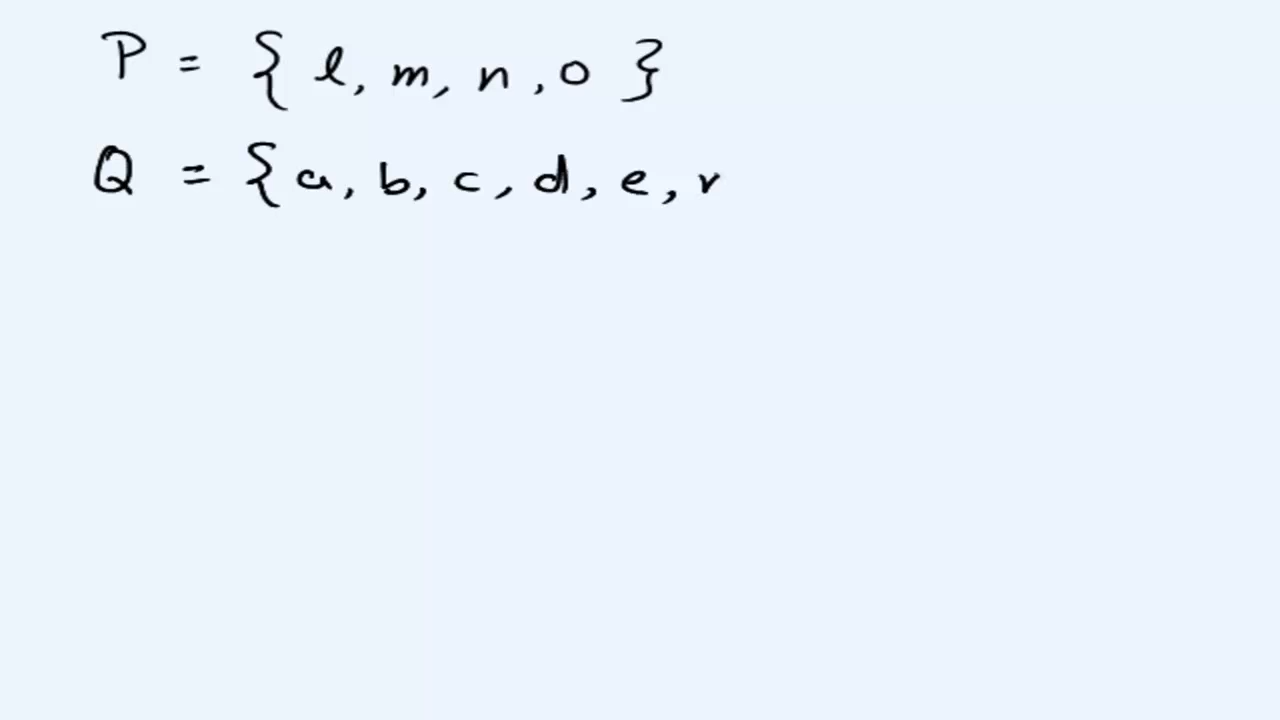 P = { l, m, n, o }
Q = { a, b, c, d, e, r